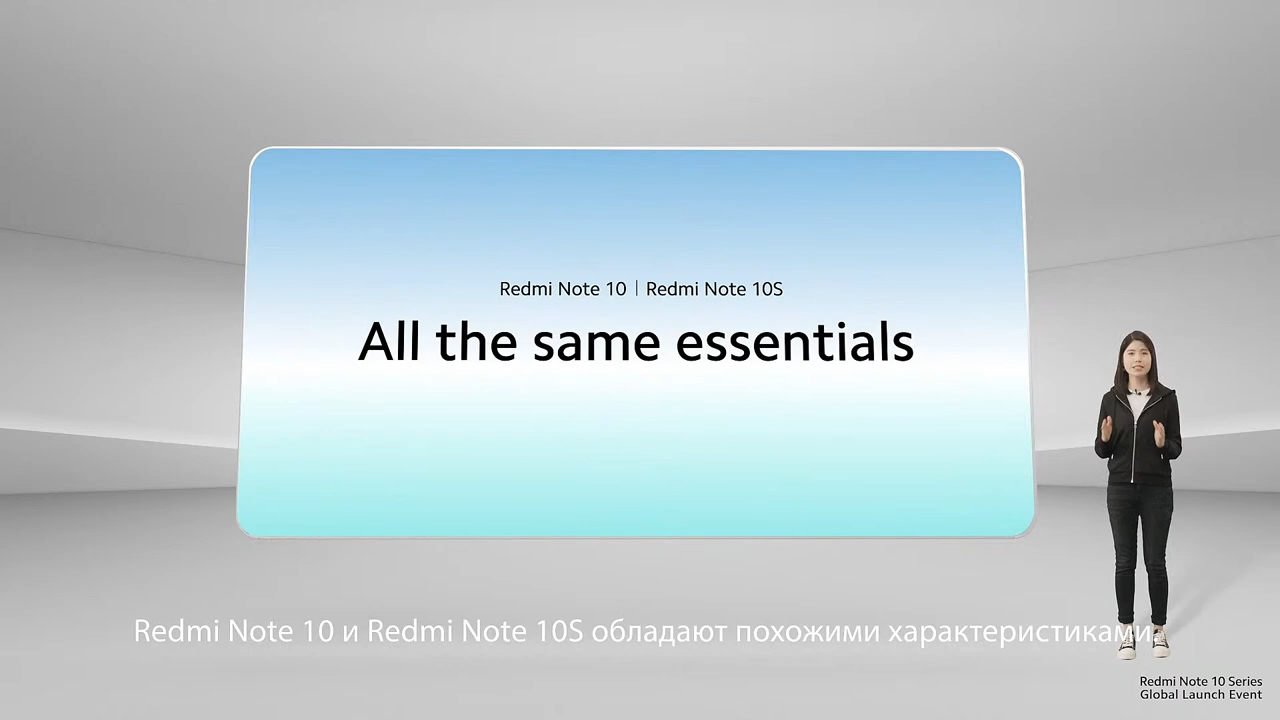 Redmi Note 10 | Redmi Note 10S
All the same essentials
Redmi Note 10 и Redmi Note 10S обладают похожими характеристиками.
Redmi Note 10 Series
Global Launch Event